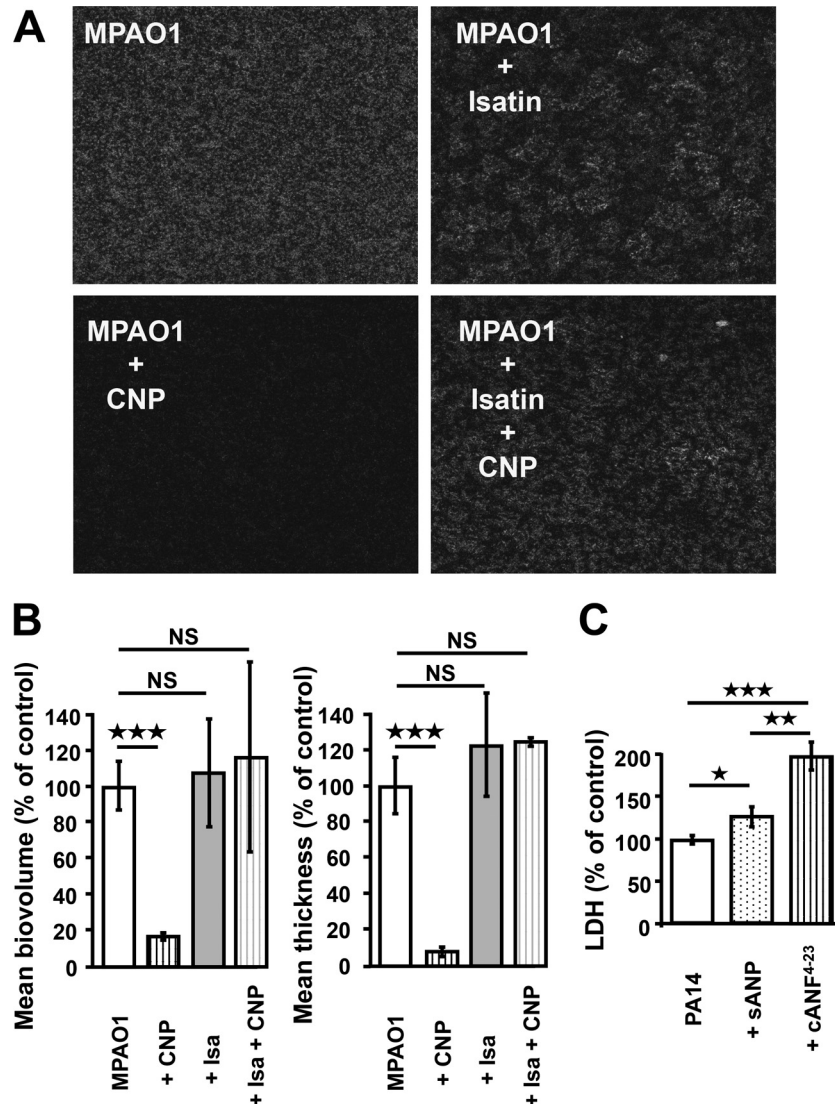 A
MPAO1
MPAO1
+
Isatin
MPAO1
+
CNP
MPAO1
+
Isatin
+
CNP
B
Mean biovolume (% of control)
140
120
100
80
60
40
20
0
NS
NS
★★★
MPAO1
+ CNP
+ Isa
+ Isa + CNP
Mean thickness (% of control)
140
120
100
80
60
40
20
0
NS
NS
★★★
MPAO1
+ CNP
+ Isa
+ Isa + CNP
C
LDH (% of control)
200
150
100
50
0
★★★
★★
★
PA14
+ sANP
+ cANF4-23